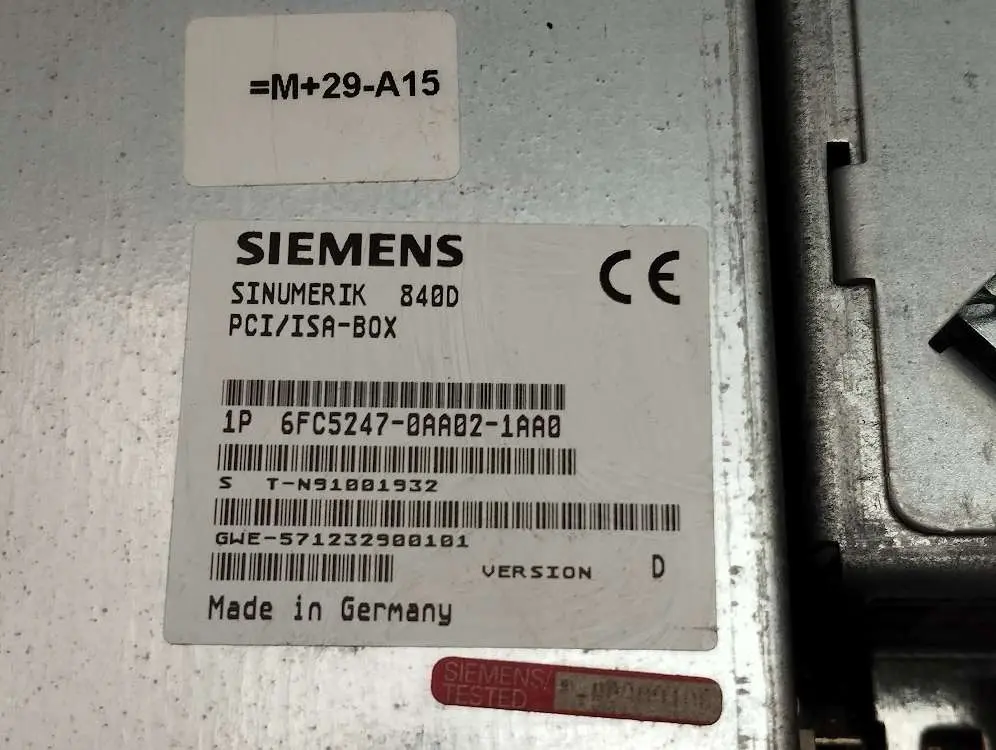 =M+29-A15
SIEMENS
CE
SINUMERIK 840D
PCI/ISA-BOX
1P 6FC5247-0AA02-1AA0
S T-N91001932
GWE-571232900101
VERSION D
Made in Germany
SIEMENS/
TESTED